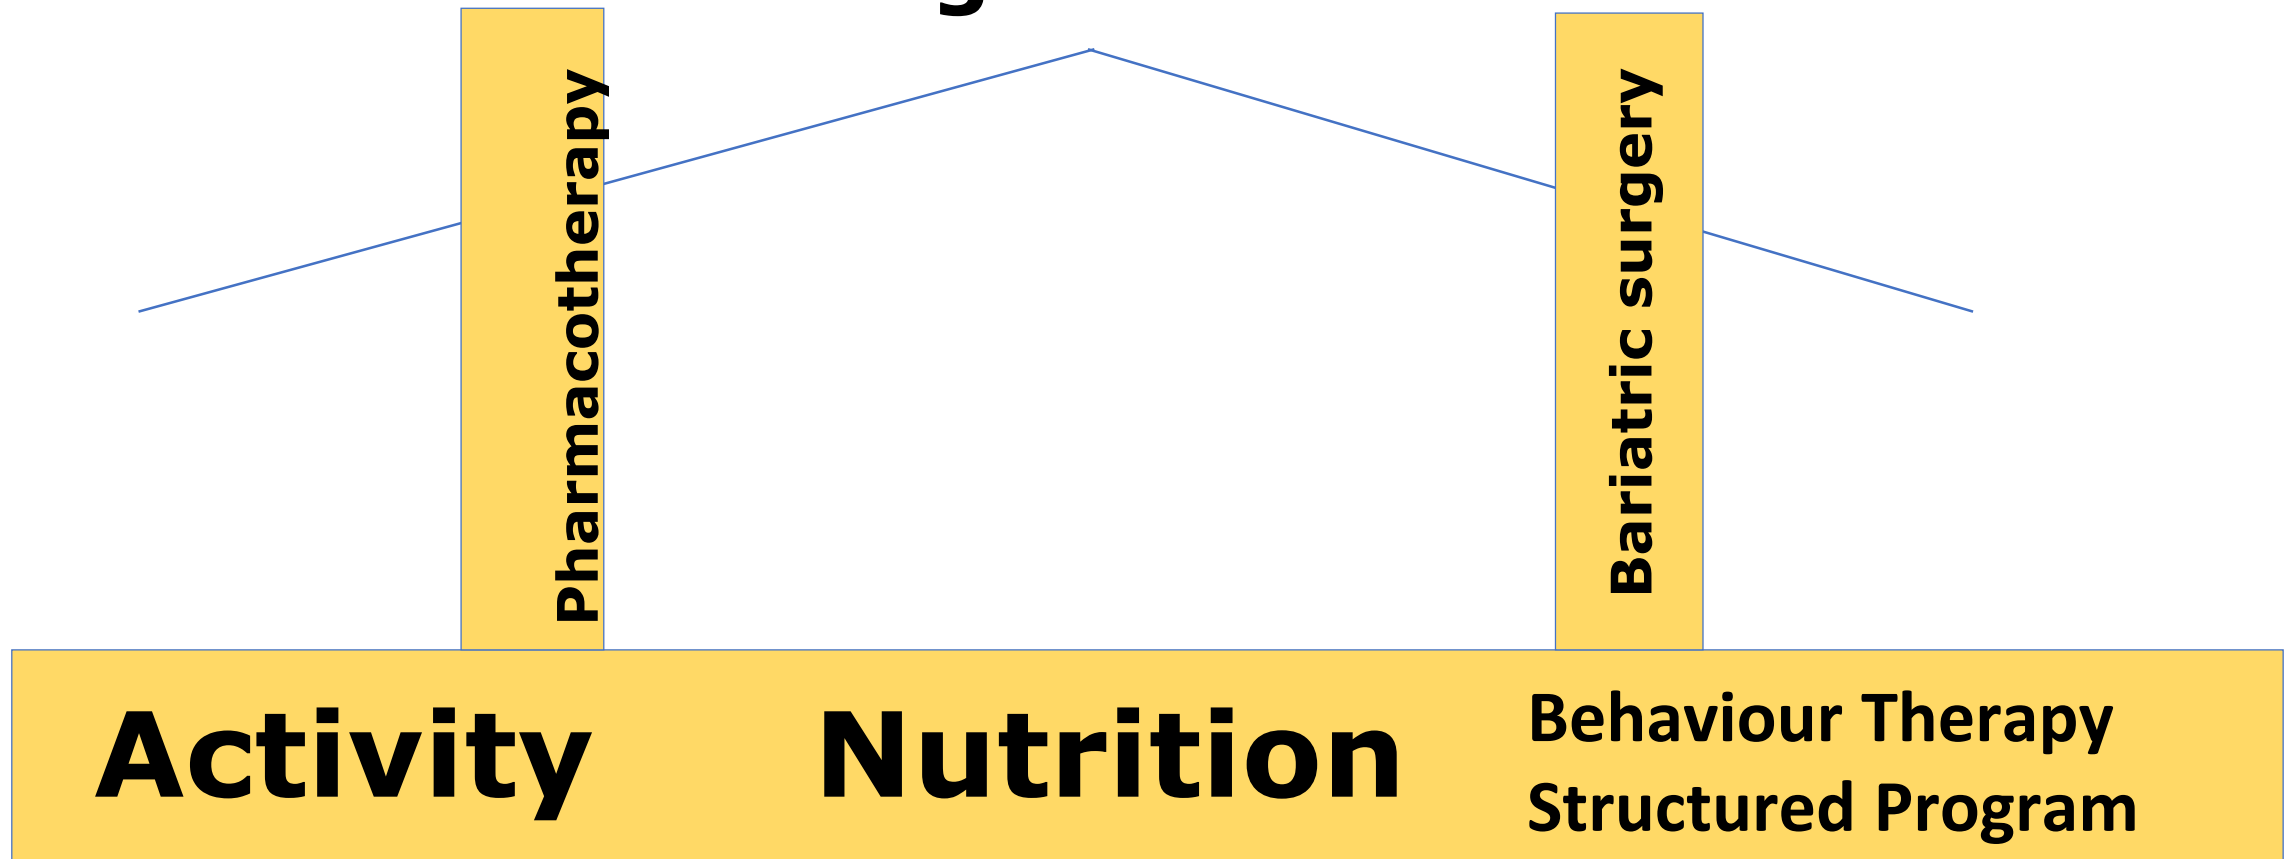 Pharmacotherapy
Bariatric surgery
Activity
Nutrition
Behaviour Therapy
Structured Program